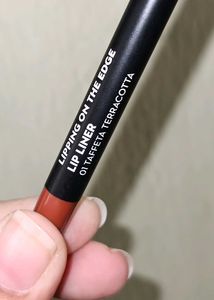 LIPPING ON THE EDGE
LIP LINER
01 TAFFETA TERRACOTTA